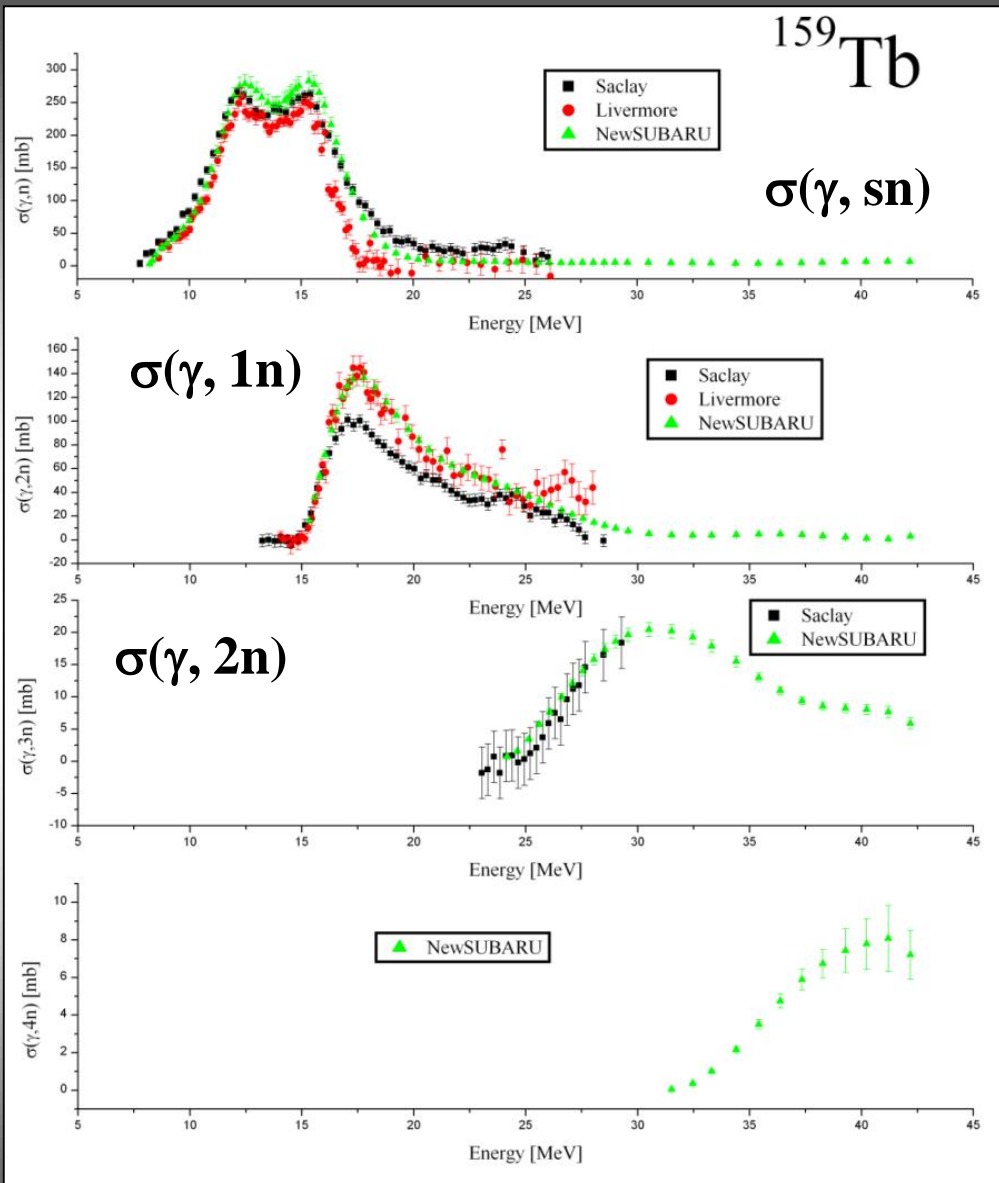 ¹⁵⁹Tb
300
250
200
150
100
50
0
σ(γ,n) [mb]
Saclay
Livermore
NewSUBARU
σ(γ, sn)
5 10 15 20 25 30 35 40 45
Energy [MeV]
160
140
120
100
80
60
40
20
0
-20
σ(γ,2n) [mb]
σ(γ, 1n)
Saclay
Livermore
NewSUBARU
5 10 15 20 25 30 35 40 45
Energy [MeV]
25
20
15
10
5
0
-5
-10
σ(γ,3n) [mb]
σ(γ, 2n)
Saclay
NewSUBARU
5 10 15 20 25 30 35 40 45
Energy [MeV]
10
8
6
4
2
0
σ(γ,4n) [mb]
NewSUBARU
5 10 15 20 25 30 35 40 45
Energy [MeV]